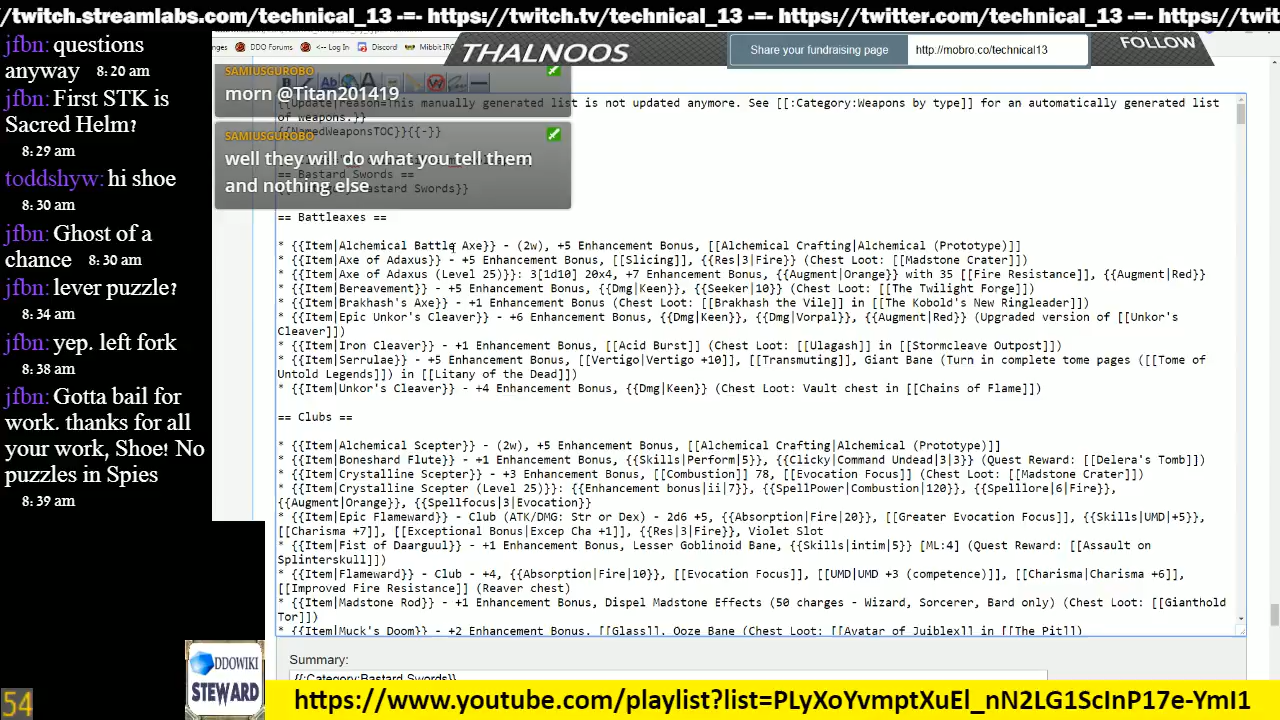 /twitch.streamlabs.com/technical_13 -=- https://twitch.tv/technical_13 -=- https://twitter.com/technical_13 -=- https://twit
jfbn: questions
anyway 8:20 am
jfbn: First STK is
Sacred Helm?
8:29 am
toddshyw: hi shoe
8:30 am
jfbn: Ghost of a
chance 8:30 am
jfbn: lever puzzle?
8:34 am
jfbn: yep. left fork
8:38 am
jfbn: Gotta bail for
work. thanks for all
your work, Shoe! No
puzzles in Spies
8:39 am
nges DDO Forums <-- Log In Discord Mibbit IR
THALNOOS
Share your fundraising page http://mobro.co/technical13
FOLLOW
SAMIUSGUROBO
morn @Titan201419
SAMIUSGUROBO
well they will do what you tell them
and nothing else
{{Update|Reason=This manually generated list is not updated anymore. See [[:Category:Weapons by type]] for an automatically generated list
of weapons.}}
{{NamedWeaponsTOC}}{{-}}
== Bastard Swords ==
Bastard Swords}}
== Battleaxes ==
* {{Item|Alchemical Battle Axe}} - (2w), +5 Enhancement Bonus, [[Alchemical Crafting|Alchemical (Prototype)]]
* {{Item|Axe of Adaxus}} - +5 Enhancement Bonus, [[Slicing]], {{Res|3|Fire}} (Chest Loot: [[Madstone Crater]])
* {{Item|Axe of Adaxus (Level 25)}}: 3[1d10] 20x4, +7 Enhancement Bonus, {{Augment|Orange}} with 35 [[Fire Resistance]], {{Augment|Red}}
* {{Item|Bereavement}} - +5 Enhancement Bonus, {{Dmg|Keen}}, {{Seeker|10}} (Chest Loot: [[The Twilight Forge]])
* {{Item|Brakhash's Axe}} - +1 Enhancement Bonus (Chest Loot: [[Brakhash the Vile]] in [[The Kobold's New Ringleader]])
* {{Item|Epic Unkor's Cleaver}} - +6 Enhancement Bonus, {{Dmg|Keen}}, {{Dmg|Vorpal}}, {{Augment|Red}} (Upgraded version of [[Unkor's
Cleaver]])
* {{Item|Iron Cleaver}} - +1 Enhancement Bonus, [[Acid Burst]] (Chest Loot: [[Ulagash]] in [[Stormcleave Outpost]])
* {{Item|Serrulae}} - +5 Enhancement Bonus, [[Vertigo|Vertigo +10]], [[Transmuting]], Giant Bane (Turn in complete tome pages ([[Tome of
Untold Legends]]) in [[Litany of the Dead]])
* {{Item|Unkor's Cleaver}} - +4 Enhancement Bonus, {{Dmg|Keen}} (Chest Loot: Vault chest in [[Chains of Flame]])
== Clubs ==
* {{Item|Alchemical Scepter}} - (2w), +5 Enhancement Bonus, [[Alchemical Crafting|Alchemical (Prototype)]]
* {{Item|Boneshard Flute}} - +1 Enhancement Bonus, {{Skills|Perform|5}}, {{Clicky|Command Undead|3|3}} (Quest Reward: [[Delera's Tomb]])
* {{Item|Crystalline Scepter}} - +3 Enhancement Bonus, [[Combustion]] 78, [[Evocation Focus]] (Chest Loot: [[Madstone Crater]])
* {{Item|Crystalline Scepter (Level 25)}}: {{Enhancement bonus|ii|7}}, {{SpellPower|Combustion|120}}, {{Spelllore|6|Fire}},
{{Augment|Orange}}, {{Spellfocus|3|Evocation}}
* {{Item|Epic Flameward}} - Club (ATK/DMG: Str or Dex) - 2d6 +5, {{Absorption|Fire|20}}, [[Greater Evocation Focus]], {{Skills|UMD|+5}},
[[Charisma +7]], [[Exceptional Bonus|Excep Cha +1]], {{Res|3|Fire}}, Violet Slot
* {{Item|Fist of Daarguul}} - +1 Enhancement Bonus, Lesser Goblinoid Bane, {{Skills|intim|5}} [ML:4] (Quest Reward: [[Assault on
Splinterskull]])
* {{Item|Flameward}} - Club - +4, {{Absorption|Fire|10}}, [[Evocation Focus]], [[UMD|UMD +3 (competence)]], [[Charisma|Charisma +6]],
[[Improved Fire Resistance]] (Reaver chest)
* {{Item|Madstone Rod}} - +1 Enhancement Bonus, Dispel Madstone Effects (50 charges - Wizard, Sorcerer, Bard only) (Chest Loot: [[Gianthold
Tor]])
* {{Item|Muck's Doom}} - +2 Enhancement Bonus, [[Glass]], Ooze Bane (Chest Loot: [[Avatar of Juiblex]] in [[The Pit]])
Summary:
{{:Category:Bastard Swords}}
DDOWIKI
STEWARD
54
https://www.youtube.com/playlist?list=PLyXoYvmptXuEl_nN2LG1ScInP17e-YmI1